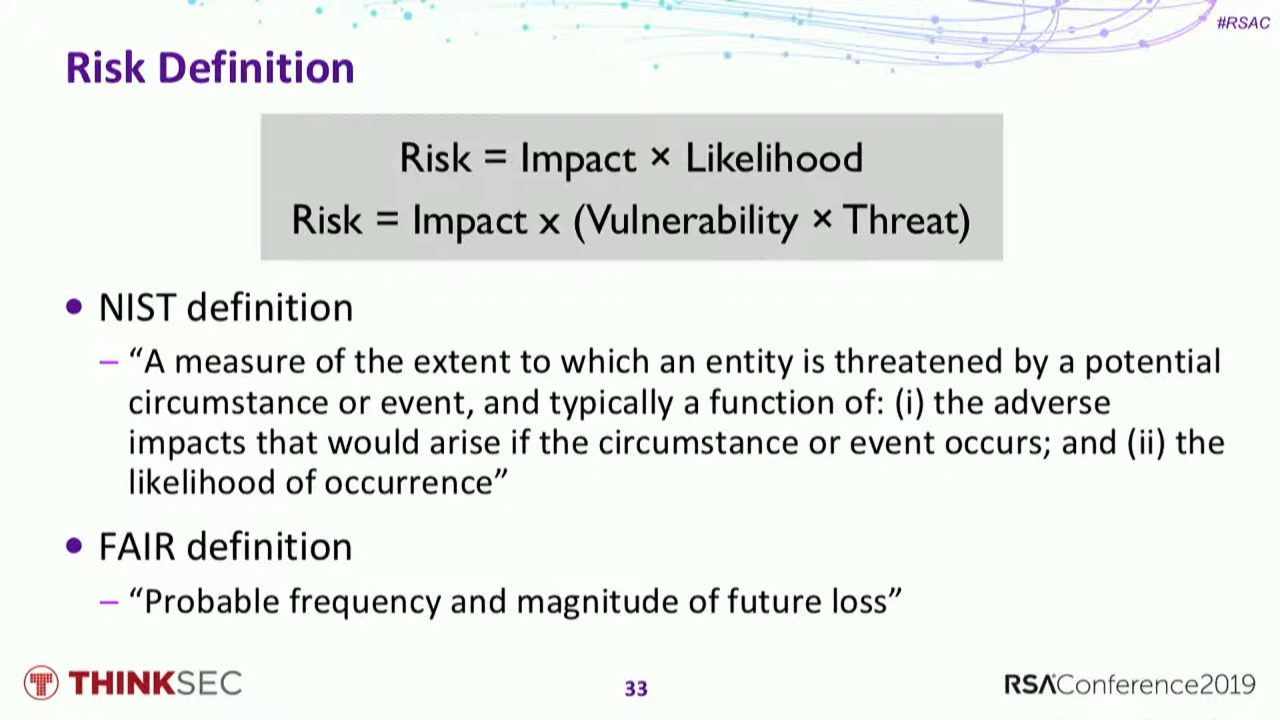 #RSAC
Risk Definition
Risk = Impact × Likelihood
Risk = Impact x (Vulnerability × Threat)
• NIST definition
– “A measure of the extent to which an entity is threatened by a potential
circumstance or event, and typically a function of: (i) the adverse
impacts that would arise if the circumstance or event occurs; and (ii) the
likelihood of occurrence”
• FAIR definition
– “Probable frequency and magnitude of future loss”
THINKSEC
33
RSAConference2019